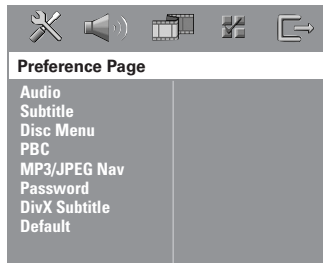 Preference Page
Audio
Subtitle
Disc Menu
PBC
MP3/JPEG Nav
Password
DivX Subtitle
Default